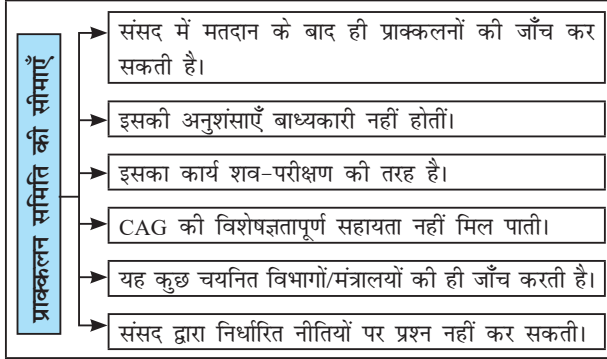 प्राक्कलन समिति की सीमाएँ
संसद में मतदान के बाद ही प्राक्कलनों की जाँच कर
सकती है।
इसकी अनुशंसाएँ बाध्यकारी नहीं होतीं।
इसका कार्य शव-परीक्षण की तरह है।
CAG की विशेषज्ञतापूर्ण सहायता नहीं मिल पाती।
यह कुछ चयनित विभागों/मंत्रालयों की ही जाँच करती है।
संसद द्वारा निर्धारित नीतियों पर प्रश्न नहीं कर सकती।